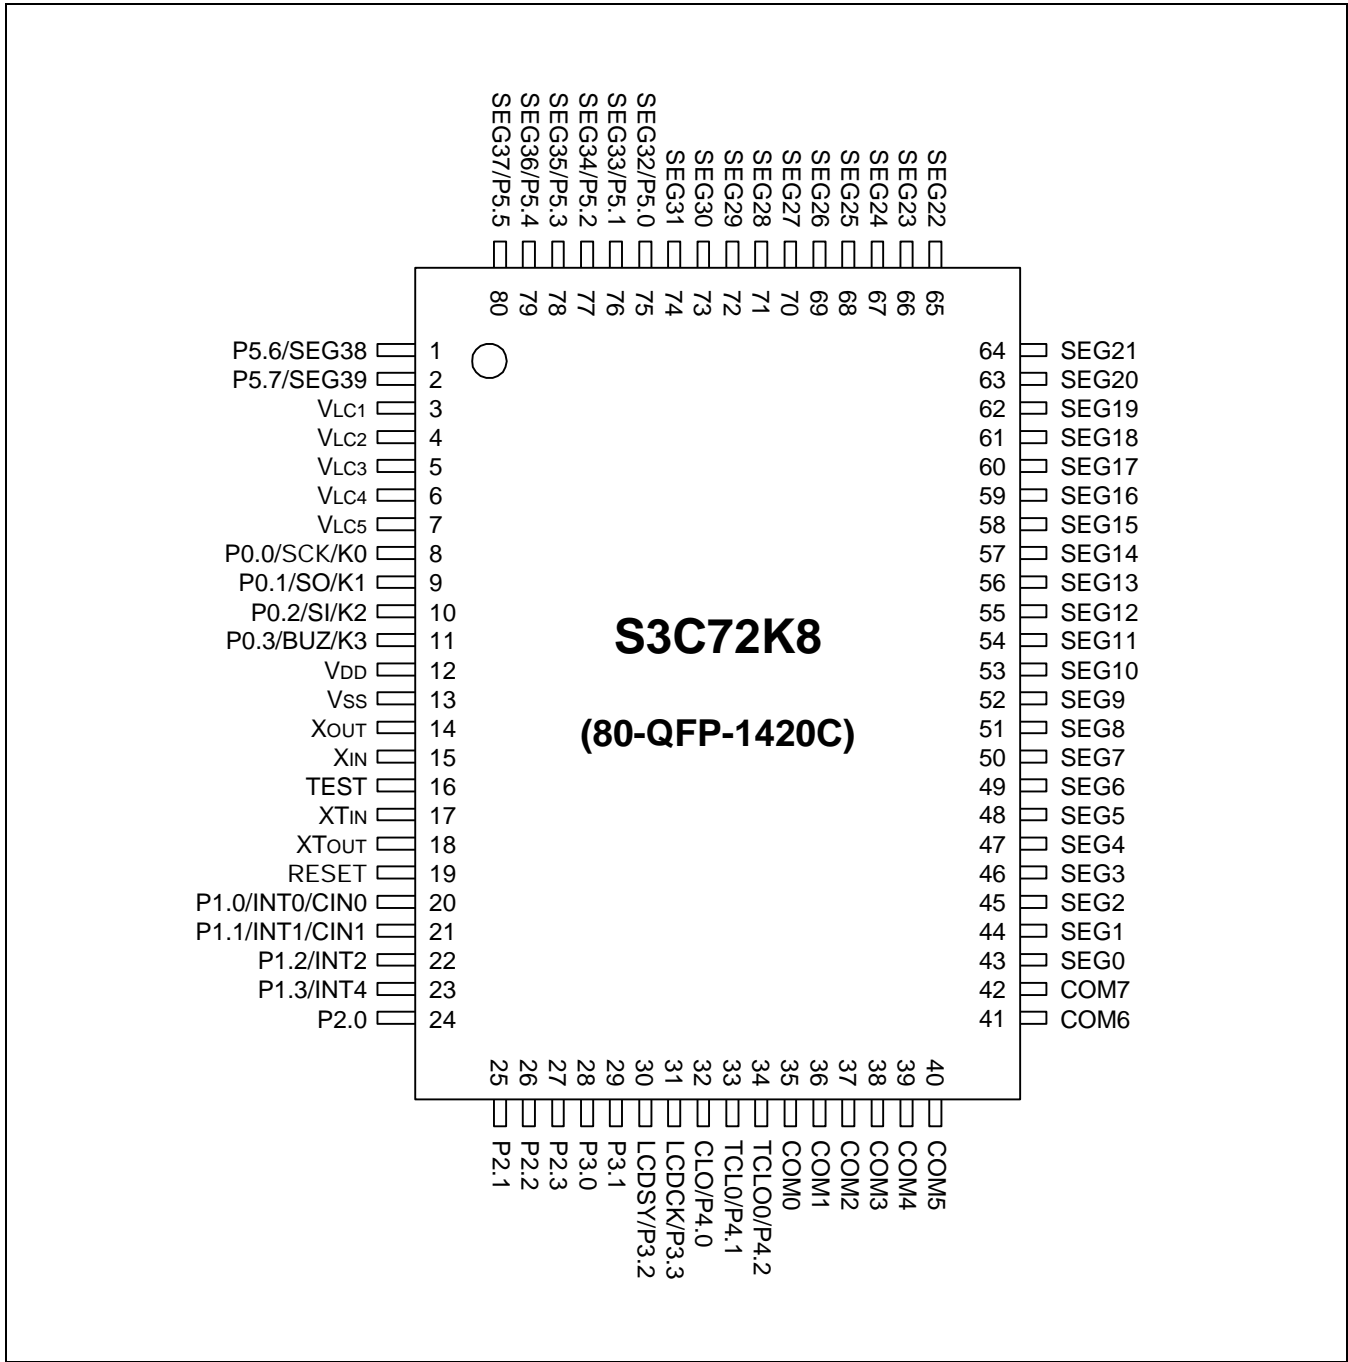 SEG37/P5.5
SEG36/P5.4
SEG35/P5.3
SEG34/P5.2
SEG33/P5.1
SEG32/P5.0
SEG31
SEG30
SEG29
SEG28
SEG27
SEG26
SEG25
SEG24
SEG23
SEG22
80 79 78 77 76 75 74 73 72 71 70 69 68 67 66 65
P5.6/SEG38 1
P5.7/SEG39 2
VLC1 3
VLC2 4
VLC3 5
VLC4 6
VLC5 7
P0.0/SCK/K0 8
P0.1/SO/K1 9
P0.2/SI/K2 10
P0.3/BUZ/K3 11
VDD 12
VSS 13
XOUT 14
XIN 15
TEST 16
XTIN 17
XTOUT 18
RESET 19
P1.0/INT0/CIN0 20
P1.1/INT1/CIN1 21
P1.2/INT2 22
P1.3/INT4 23
P2.0 24
S3C72K8
(80-QFP-1420C)
64 SEG21
63 SEG20
62 SEG19
61 SEG18
60 SEG17
59 SEG16
58 SEG15
57 SEG14
56 SEG13
55 SEG12
54 SEG11
53 SEG10
52 SEG9
51 SEG8
50 SEG7
49 SEG6
48 SEG5
47 SEG4
46 SEG3
45 SEG2
44 SEG1
43 SEG0
42 COM7
41 COM6
25 26 27 28 29 30 31 32 33 34 35 36 37 38 39 40
P2.1
P2.2
P2.3
P3.0
P3.1
LCDSY/P3.2
LCDCK/P3.3
CLO/P4.0
TCL0/P4.1
TCLO0/P4.2
COM0
COM1
COM2
COM3
COM4
COM5